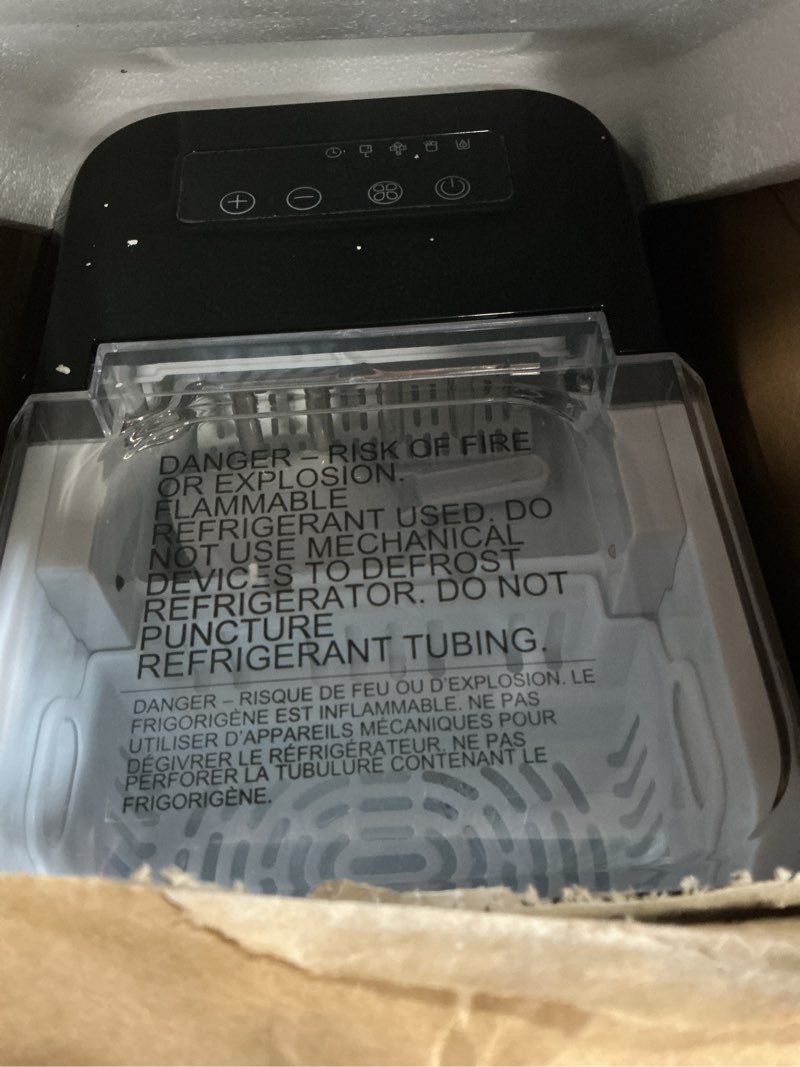 DANGER – RISK OF FIRE
OR EXPLOSION.
FLAMMABLE
REFRIGERANT USED. DO
NOT USE MECHANICAL
DEVICES TO DEFROST
REFRIGERATOR. DO NOT
PUNCTURE
REFRIGERANT TUBING.
DANGER – RISQUE DE FEU OU D'EXPLOSION. LE
FRIGORIGÈNE EST INFLAMMABLE. NE PAS
UTILISER D'APPAREILS MÉCANIQUES POUR
DÉGIVRER LE RÉFRIGÉRATEUR. NE PAS
PERFORER LA TUBULURE CONTENANT LE
FRIGORIGÈNE.